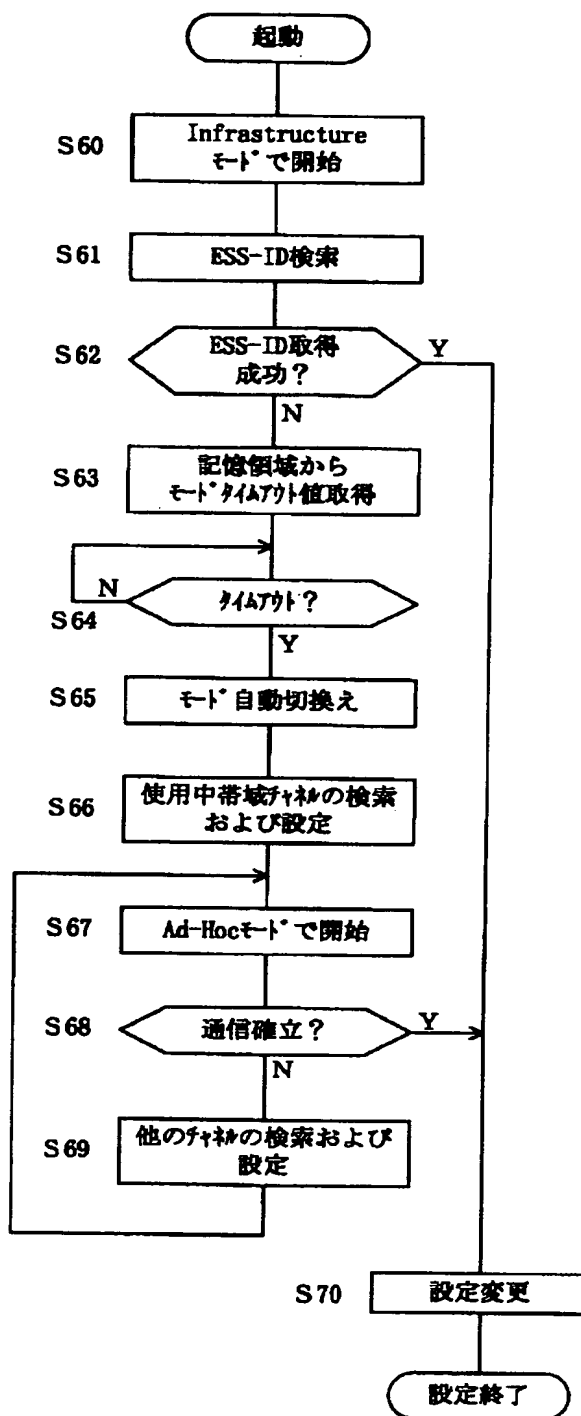 起動
S60
Infrastructure
ﾓｰﾄﾞで開始
S61
ESS-ID検索
S62
ESS-ID取得
成功？
Y
N
S63
記憶領域から
ﾓｰﾄﾞﾀｲﾑｱｳﾄ値取得
N
S64
ﾀｲﾑｱｳﾄ？
Y
S65
ﾓｰﾄﾞ自動切換え
S66
使用中帯域ﾁｬﾈﾙの検索
および設定
S67
Ad-Hocﾓｰﾄﾞで開始
S68
通信確立？
Y
N
S69
他のﾁｬﾈﾙの検索および
設定
S70
設定変更
設定終了